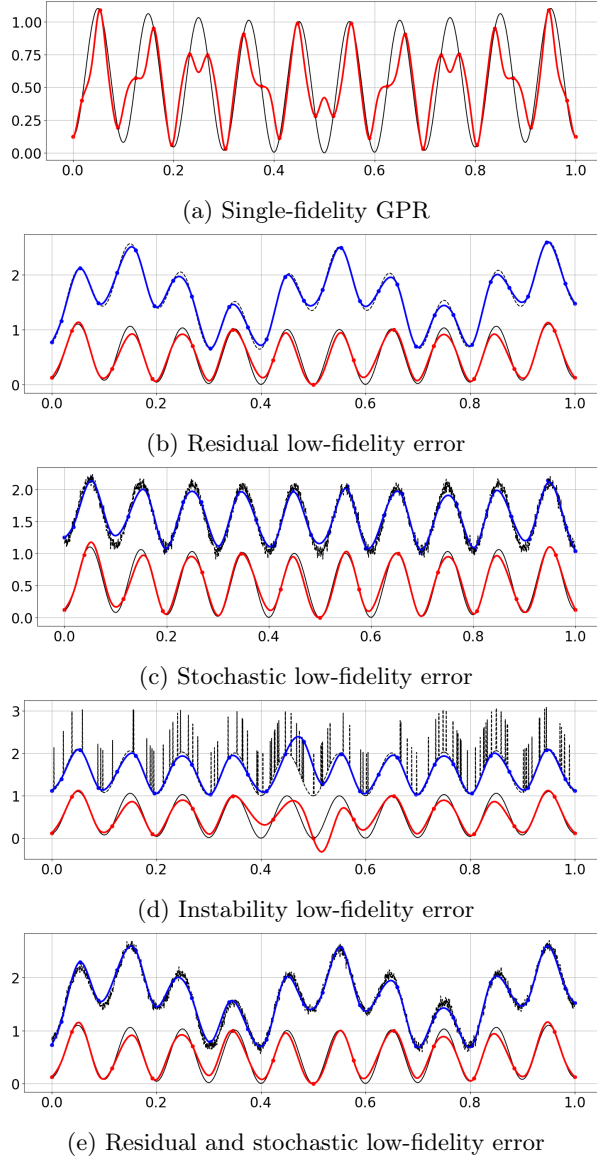 1.00
0.75
0.50
0.25
0.00
0.0 0.2 0.4 0.6 0.8 1.0
(a) Single-fidelity GPR
2
1
0
0.0 0.2 0.4 0.6 0.8 1.0
(b) Residual low-fidelity error
2.0
1.5
1.0
0.5
0.0
0.0 0.2 0.4 0.6 0.8 1.0
(c) Stochastic low-fidelity error
3
2
1
0
0.0 0.2 0.4 0.6 0.8 1.0
(d) Instability low-fidelity error
2
1
0
0.0 0.2 0.4 0.6 0.8 1.0
(e) Residual and stochastic low-fidelity error